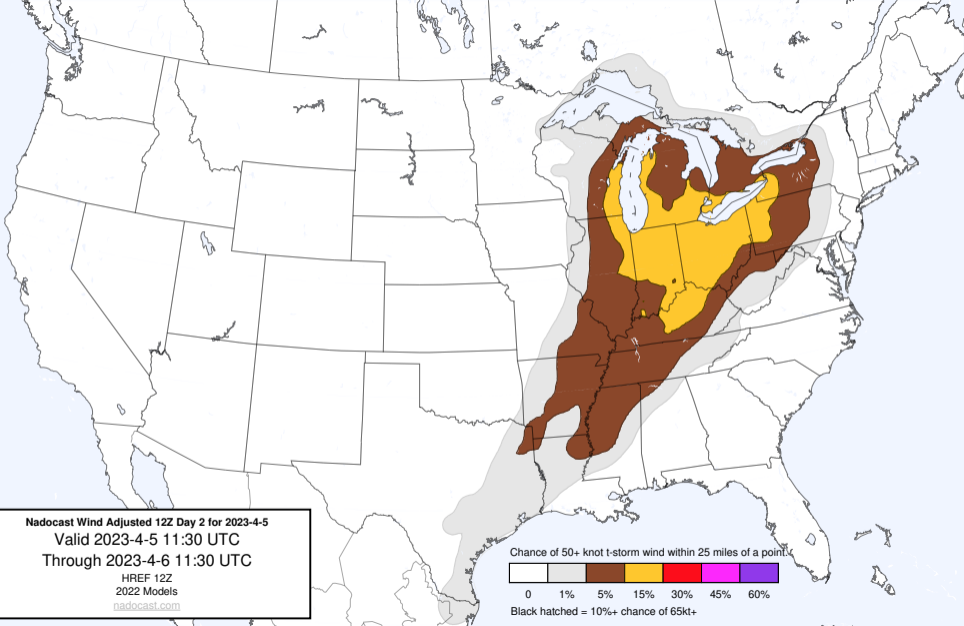 Nadocast Wind Adjusted 12Z Day 2 for 2023-4-5
Valid 2023-4-5 11:30 UTC
Through 2023-4-6 11:30 UTC
HREF 12Z
2022 Models
nadocast.com
Chance of 50+ knot t-storm wind within 25 miles of a point.
0 1% 5% 15% 30% 45% 60%
Black hatched = 10%+ chance of 65kt+